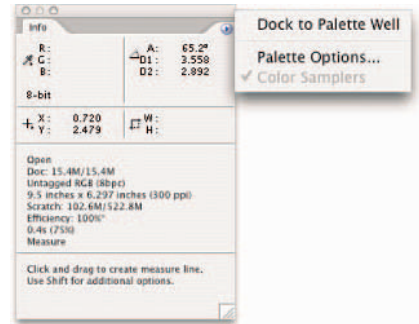 Info
R:
G:
B:
A: 65.2°
D1: 3.558
D2: 2.892
8-bit
X: 0.720
Y: 2.479
W:
H:
Open
Doc: 15.4M/15.4M
Untagged RGB (8bpc)
9.5 inches x 6.297 inches (300 ppi)
Scratch: 102.6M/522.8M
Efficiency: 100%*
0.4s (75%)
Measure
Click and drag to create measure line.
Use Shift for additional options.
Dock to Palette Well
Palette Options...
Color Samplers